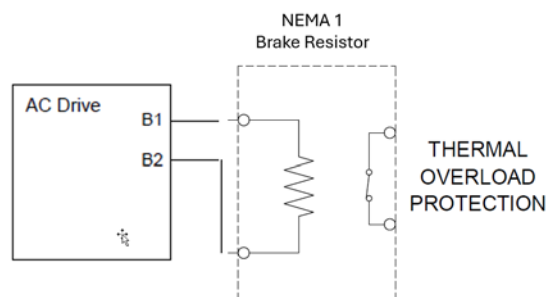 NEMA 1
Brake Resistor
AC Drive
B1
B2
THERMAL
OVERLOAD
PROTECTION